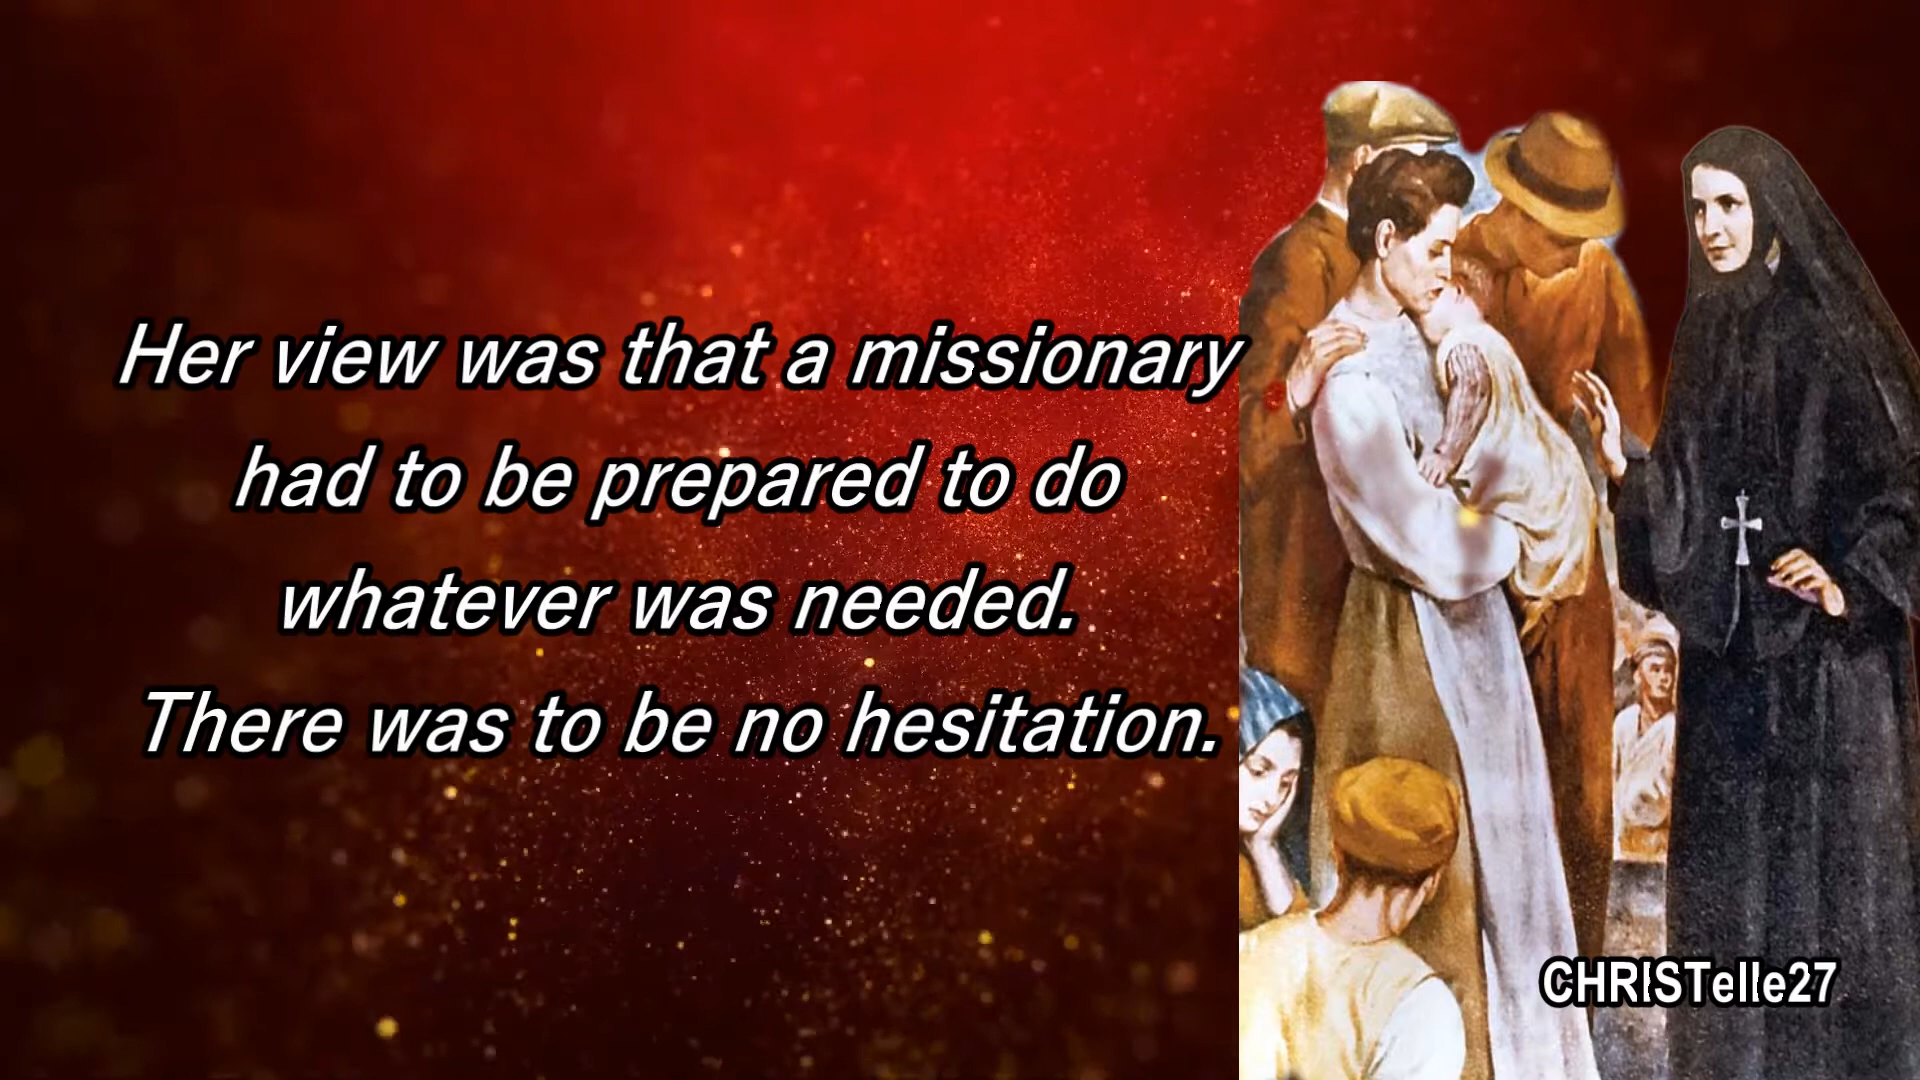 Her view was that a missionary
had to be prepared to do
whatever was needed.
There was to be no hesitation.
CHRISTelle27